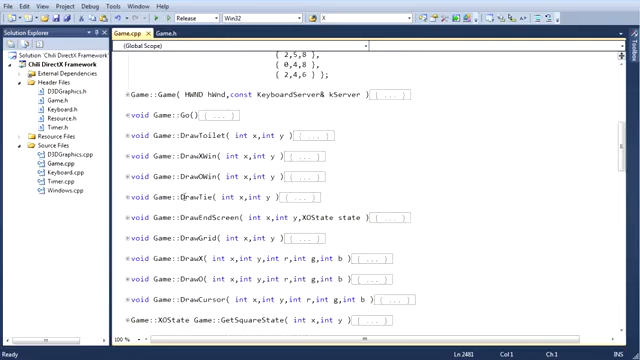 File Edit View Project Debug Tools Window Help
Release Win32 X
Solution Explorer
Game.cpp × Game.h
(Global Scope)
Solution 'Chili DirectX Framework'
Chili DirectX Framework
External Dependencies
Header Files
D3DGraphics.h
Game.h
Keyboard.h
Resource.h
Timer.h
Resource Files
Source Files
D3DGraphics.cpp
Game.cpp
Keyboard.cpp
Timer.cpp
Windows.cpp
{ 2,5,8 },
{ 0,4,8 },
{ 2,4,6 } };
Game::Game( HWND hWnd,const KeyboardServer& kServer ) { ... }
void Game::Go() { ... }
void Game::DrawToilet( int x,int y ) { ... }
void Game::DrawXWin( int x,int y ) { ... }
void Game::DrawOWin( int x,int y ) { ... }
void Game::DrawTie( int x,int y ) { ... }
void Game::DrawEndScreen( int x,int y,XOState state ) { ... }
void Game::DrawGrid( int x,int y ) { ... }
void Game::DrawX( int x,int y,int r,int g,int b ) { ... }
void Game::DrawO( int x,int y,int r,int g,int b ) { ... }
void Game::DrawCursor( int x,int y,int r,int g,int b ) { ... }
Game::XOState Game::GetSquareState( int x,int y ) { ... }
100 %
Toolbox
Ready Ln 2481 Col 1 Ch 1 INS